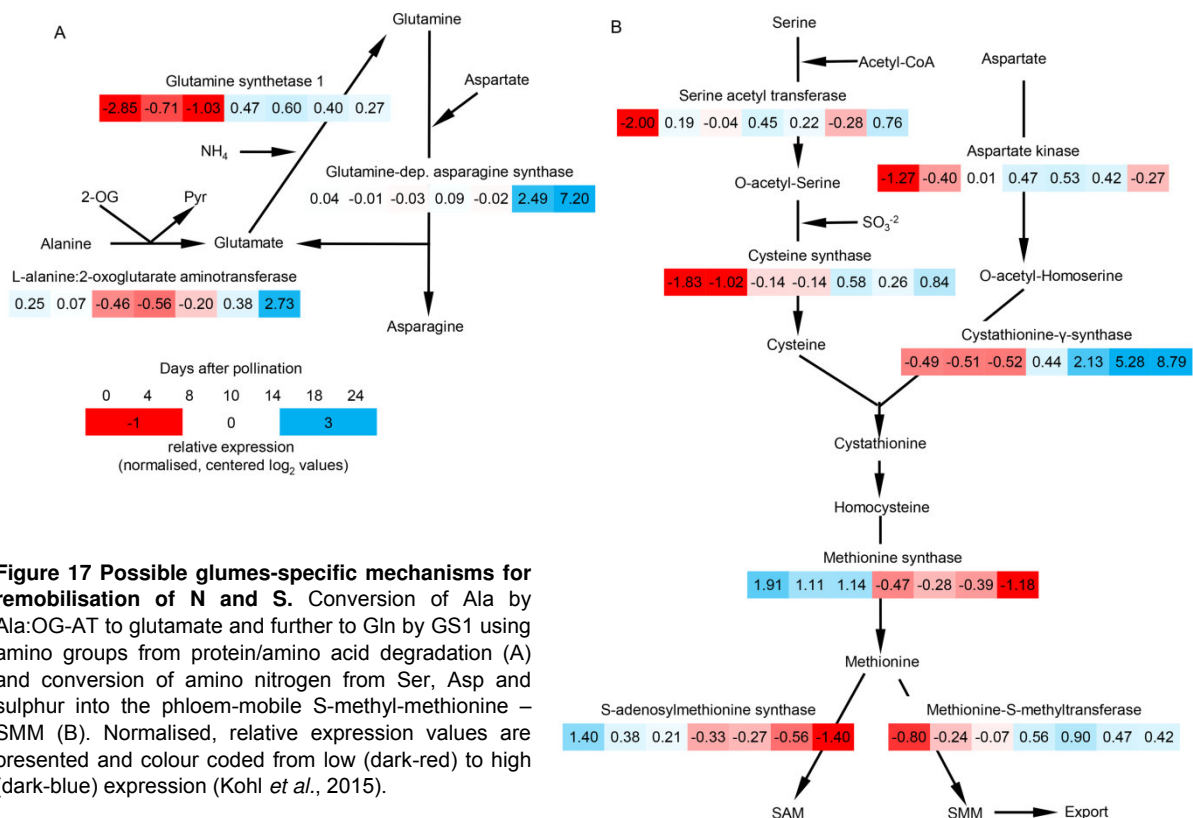 A
Glutamine
Glutamine synthetase 1
-2.85 -0.71 -1.03 0.47 0.60 0.40 0.27
Aspartate
NH4
Glutamine-dep. asparagine synthase
0.04 -0.01 -0.03 0.09 -0.02 2.49 7.20
2-OG
Pyr
Alanine
Glutamate
L-alanine:2-oxoglutarate aminotransferase
0.25 0.07 -0.46 -0.56 -0.20 0.38 2.73
Asparagine
Days after pollination
0 4 8 10 14 18 24
-1 0 3
relative expression
(normalised, centered log2 values)
Figure 17 Possible glumes-specific mechanisms for
remobilisation of N and S. Conversion of Ala by
Ala:OG-AT to glutamate and further to Gln by GS1 using
amino groups from protein/amino acid degradation (A)
and conversion of amino nitrogen from Ser, Asp and
sulphur into the phloem-mobile S-methyl-methionine –
SMM (B). Normalised, relative expression values are
presented and colour coded from low (dark-red) to high
(dark-blue) expression (Kohl et al., 2015).
B
Serine
Acetyl-CoA
Aspartate
Serine acetyl transferase
-2.00 0.19 -0.04 0.45 0.22 -0.28 0.76
Aspartate kinase
-1.27 -0.40 0.01 0.47 0.53 0.42 -0.27
O-acetyl-Serine
SO3-2
Cysteine synthase
-1.83 -1.02 -0.14 -0.14 0.58 0.26 0.84
O-acetyl-Homoserine
Cysteine
Cystathionine-γ-synthase
-0.49 -0.51 -0.52 0.44 2.13 5.28 8.79
Cystathionine
Homocysteine
Methionine synthase
1.91 1.11 1.14 -0.47 -0.28 -0.39 -1.18
Methionine
S-adenosylmethionine synthase
1.40 0.38 0.21 -0.33 -0.27 -0.56 -1.40
Methionine-S-methyltransferase
-0.80 -0.24 -0.07 0.56 0.90 0.47 0.42
SAM
SMM
Export